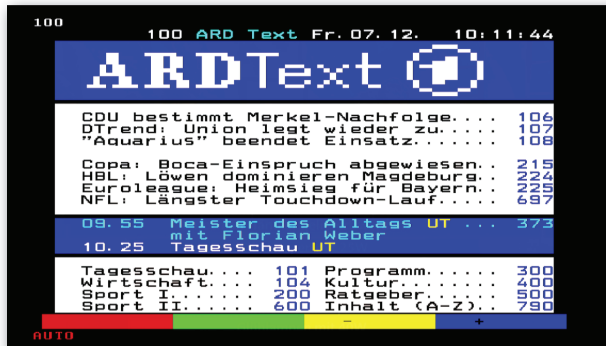 100
100 ARD Text Fr. 07. 12. 10:11:44
ARDText 1
CDU bestimmt Merkel-Nachfolge.... 106
DTrend: Union legt wieder zu..... 107
"Aquarius" beendet Einsatz....... 108
Copa: Boca-Einspruch abgewiesen.. 215
HBL: Löwen dominieren Magdeburg.. 224
Euroleague: Heimsieg für Bayern.. 225
NFL: Längster Touchdown-Lauf..... 697
09.55 Meister des Alltags UT ... 373
mit Florian Weber
10.25 Tagesschau UT
Tagesschau.... 101 Programm....... 300
Wirtschaft.... 104 Kultur......... 400
Sport I....... 200 Ratgeber....... 500
Sport II...... 600 Inhalt (A-Z).. 790
- +
AUTO